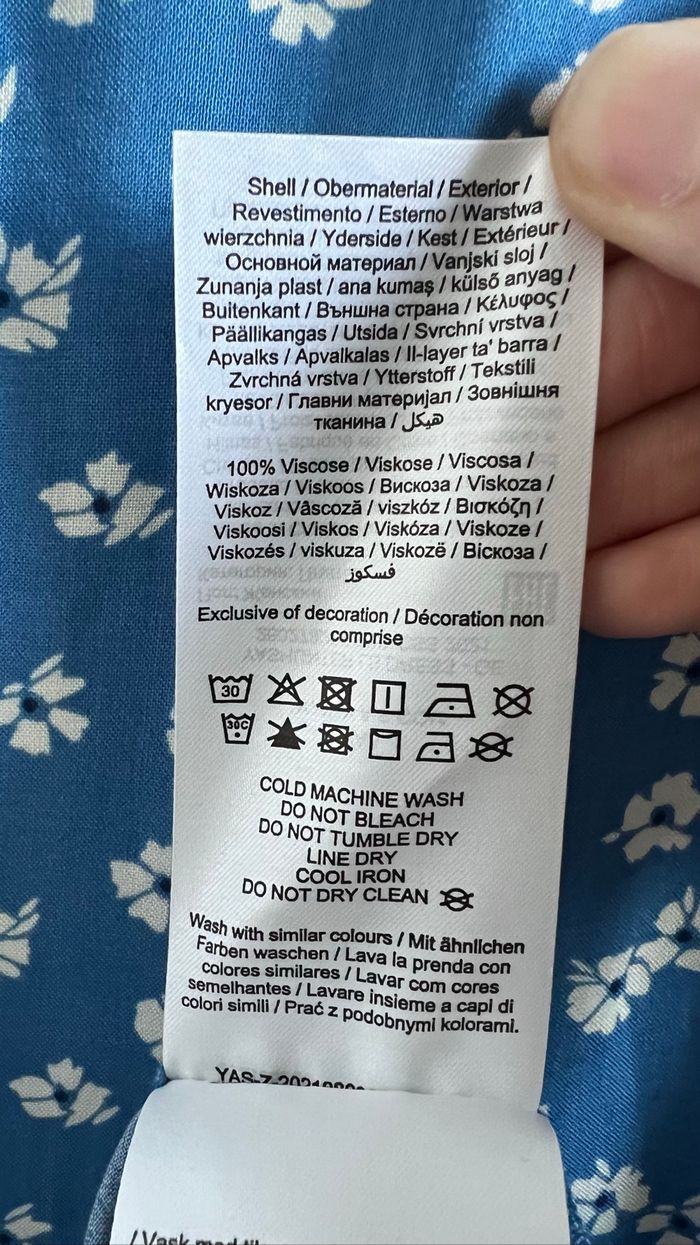 Shell / Obermaterial / Exterior /
Revestimento / Esterno / Warstwa
wierzchnia / Yderside / Kest / Extérieur /
Основной материал / Vanjski sloj /
Zunanja plast / ana kumaş / külső anyag /
Buitenkant / Външна страна / Κέλυφος /
Päällikangas / Utsida / Svrchní vrstva /
Apvalks / Apvalkalas / Il-layer ta' barra /
Zvrchná vrstva / Ytterstoff / Tekstili
kryesor / Главни материјал / Зовнішня
тканина / هيكل
100% Viscose / Viskose / Viscosa /
Wiskoza / Viskoos / Вискоза / Viskoza /
Viskoz / Vâscoză / viszkóz / Βισκόζη /
Viskoosi / Viskos / Viskóza / Viskoze /
Viskozés / viskuza / Viskozë / Віскоза /
فسكوز
Exclusive of decoration / Décoration non
comprise
30
30C
COLD MACHINE WASH
DO NOT BLEACH
DO NOT TUMBLE DRY
LINE DRY
COOL IRON
DO NOT DRY CLEAN
Wash with similar colours / Mit ähnlichen
Farben waschen / Lava la prenda con
colores similares / Lavar com cores
semelhantes / Lavare insieme a capi di
colori simili / Prać z podobnymi kolorami.